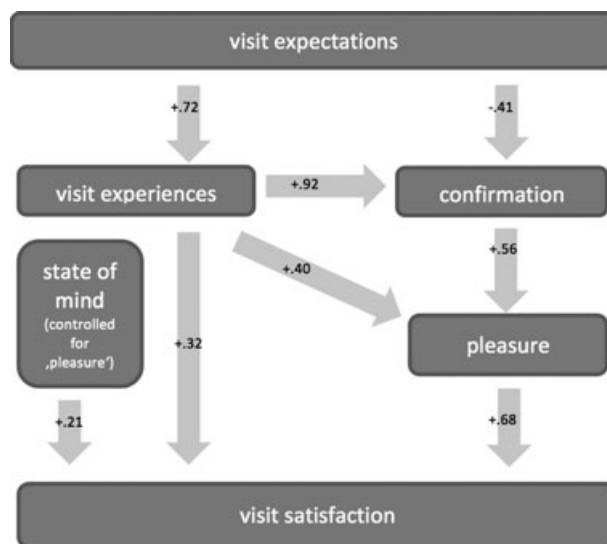 visit expectations
+.72
-.41
visit experiences
+.92
confirmation
state of
mind
(controlled
for
‚pleasure‘)
+.40
+.56
+.32
pleasure
+.21
+.68
visit satisfaction